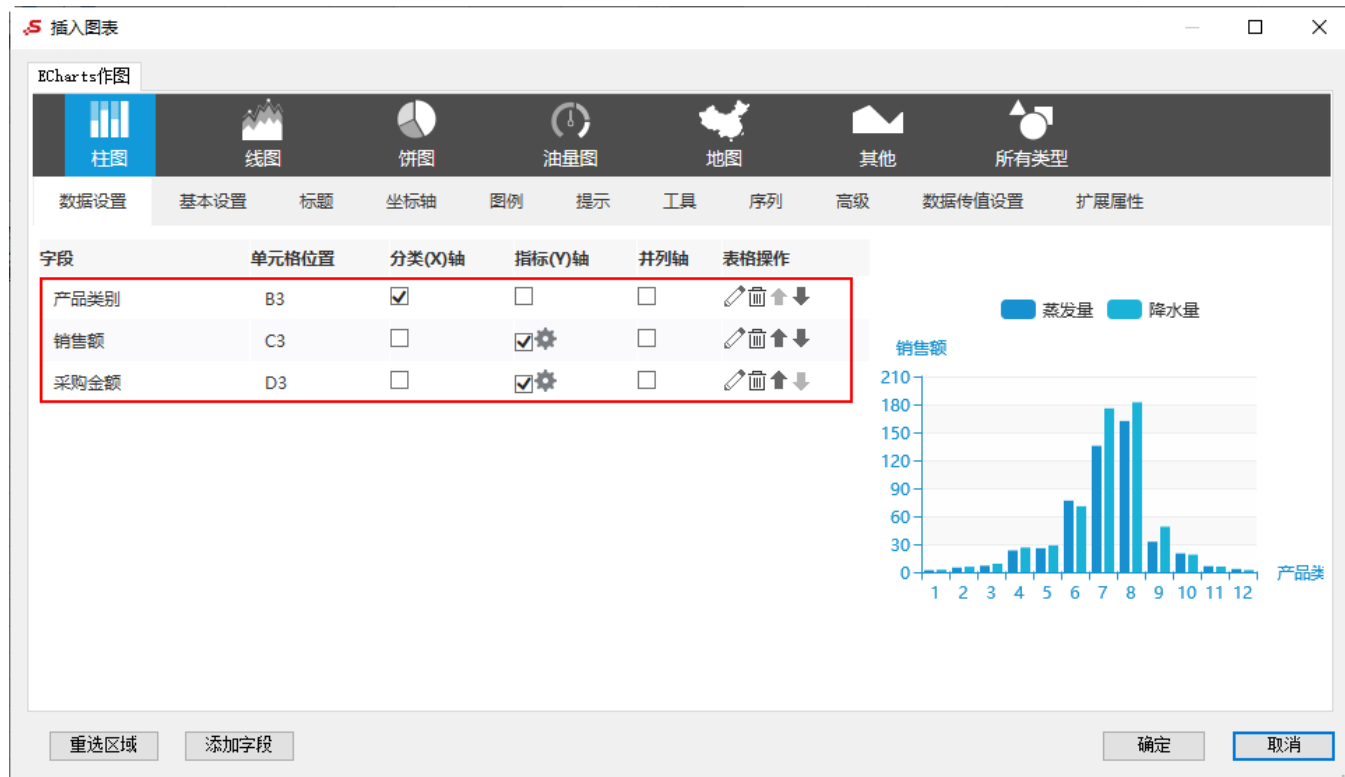 插入图表
ECharts作图
柱图 线图 饼图 油量图 地图 其他 所有类型
数据设置 基本设置 标题 坐标轴 图例 提示 工具 序列 高级 数据传值设置 扩展属性
字段 单元格位置 分类(X)轴 指标(Y)轴 并列轴 表格操作
产品类别 B3
销售额 C3
采购金额 D3
蒸发量 降水量
销售额
210
180
150
120
90
60
30
0
产品类
1 2 3 4 5 6 7 8 9 10 11 12
重选区域 添加字段 确定 取消